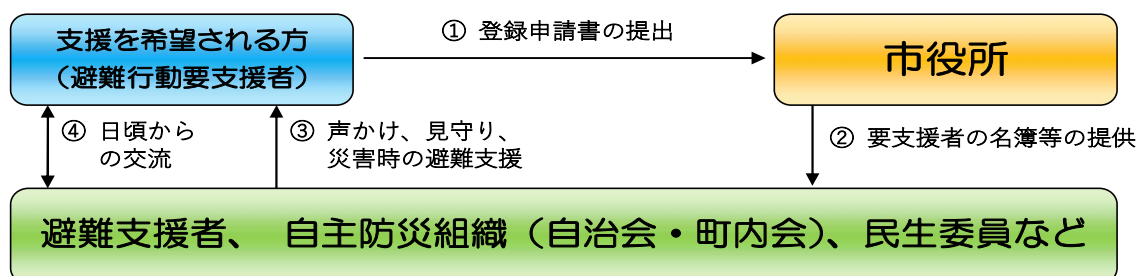 支援を希望される方
（避難行動要支援者）
① 登録申請書の提出
市役所
④ 日頃から
の交流
③ 声かけ、見守り、
災害時の避難支援
② 要支援者の名簿等の提供
避難支援者、 自主防災組織（自治会・町内会）、民生委員など